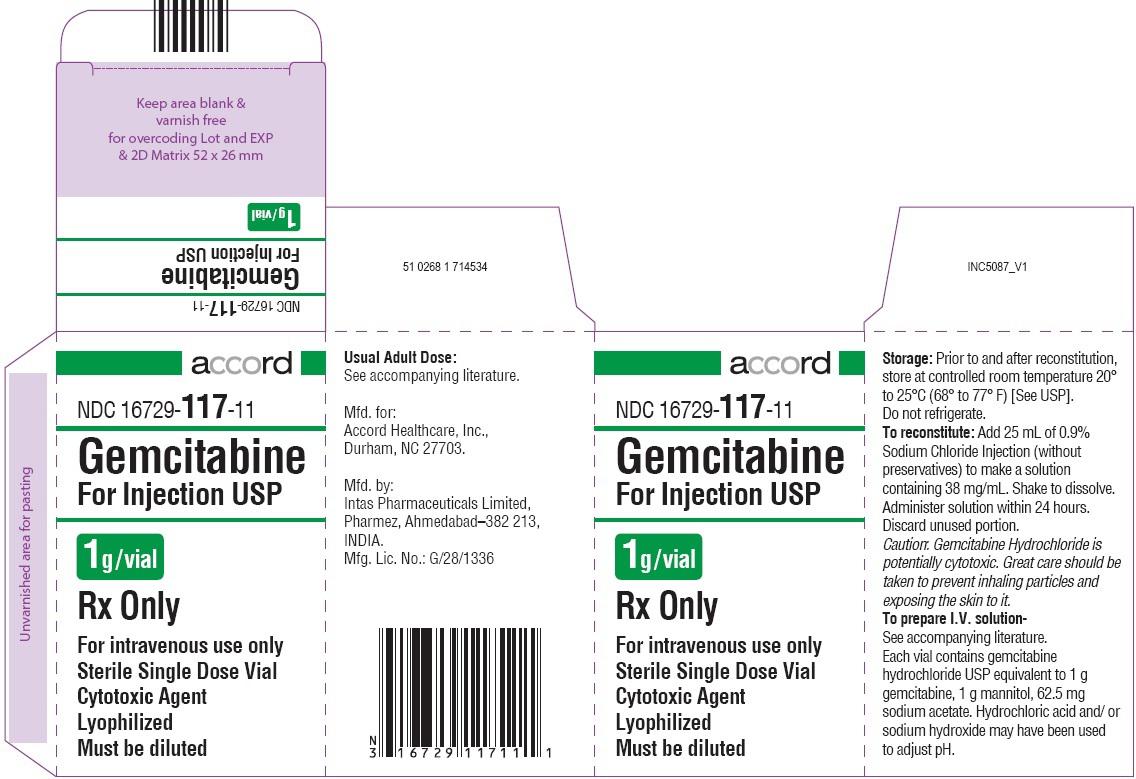 Keep area blank &
varnish free
for overcoding Lot and EXP
& 2D Matrix 52 x 26 mm
1g/vial
For Injection USP
Gemcitabine
NDC 16729-117-11
Unvarnished area for pasting
accord
NDC 16729-117-11
Gemcitabine
For Injection USP
1g/vial
Rx Only
For intravenous use only
Sterile Single Dose Vial
Cytotoxic Agent
Lyophilized
Must be diluted
51 0268 1 714534
Usual Adult Dose:
See accompanying literature.
Mfd. for:
Accord Healthcare, Inc.,
Durham, NC 27703.
Mfd. by:
Intas Pharmaceuticals Limited,
Pharmez, Ahmedabad–382 213,
INDIA.
Mfg. Lic. No.: G/28/1336
N
3 16729 11711 1
accord
NDC 16729-117-11
Gemcitabine
For Injection USP
1g/vial
Rx Only
For intravenous use only
Sterile Single Dose Vial
Cytotoxic Agent
Lyophilized
Must be diluted
INC5087_V1
Storage: Prior to and after reconstitution,
store at controlled room temperature 20°
to 25°C (68° to 77° F) [See USP].
Do not refrigerate.
To reconstitute: Add 25 mL of 0.9%
Sodium Chloride Injection (without
preservatives) to make a solution
containing 38 mg/mL. Shake to dissolve.
Administer solution within 24 hours.
Discard unused portion.
Caution: Gemcitabine Hydrochloride is
potentially cytotoxic. Great care should be
taken to prevent inhaling particles and
exposing the skin to it.
To prepare I.V. solution-
See accompanying literature.
Each vial contains gemcitabine
hydrochloride USP equivalent to 1 g
gemcitabine, 1 g mannitol, 62.5 mg
sodium acetate. Hydrochloric acid and/ or
sodium hydroxide may have been used
to adjust pH.